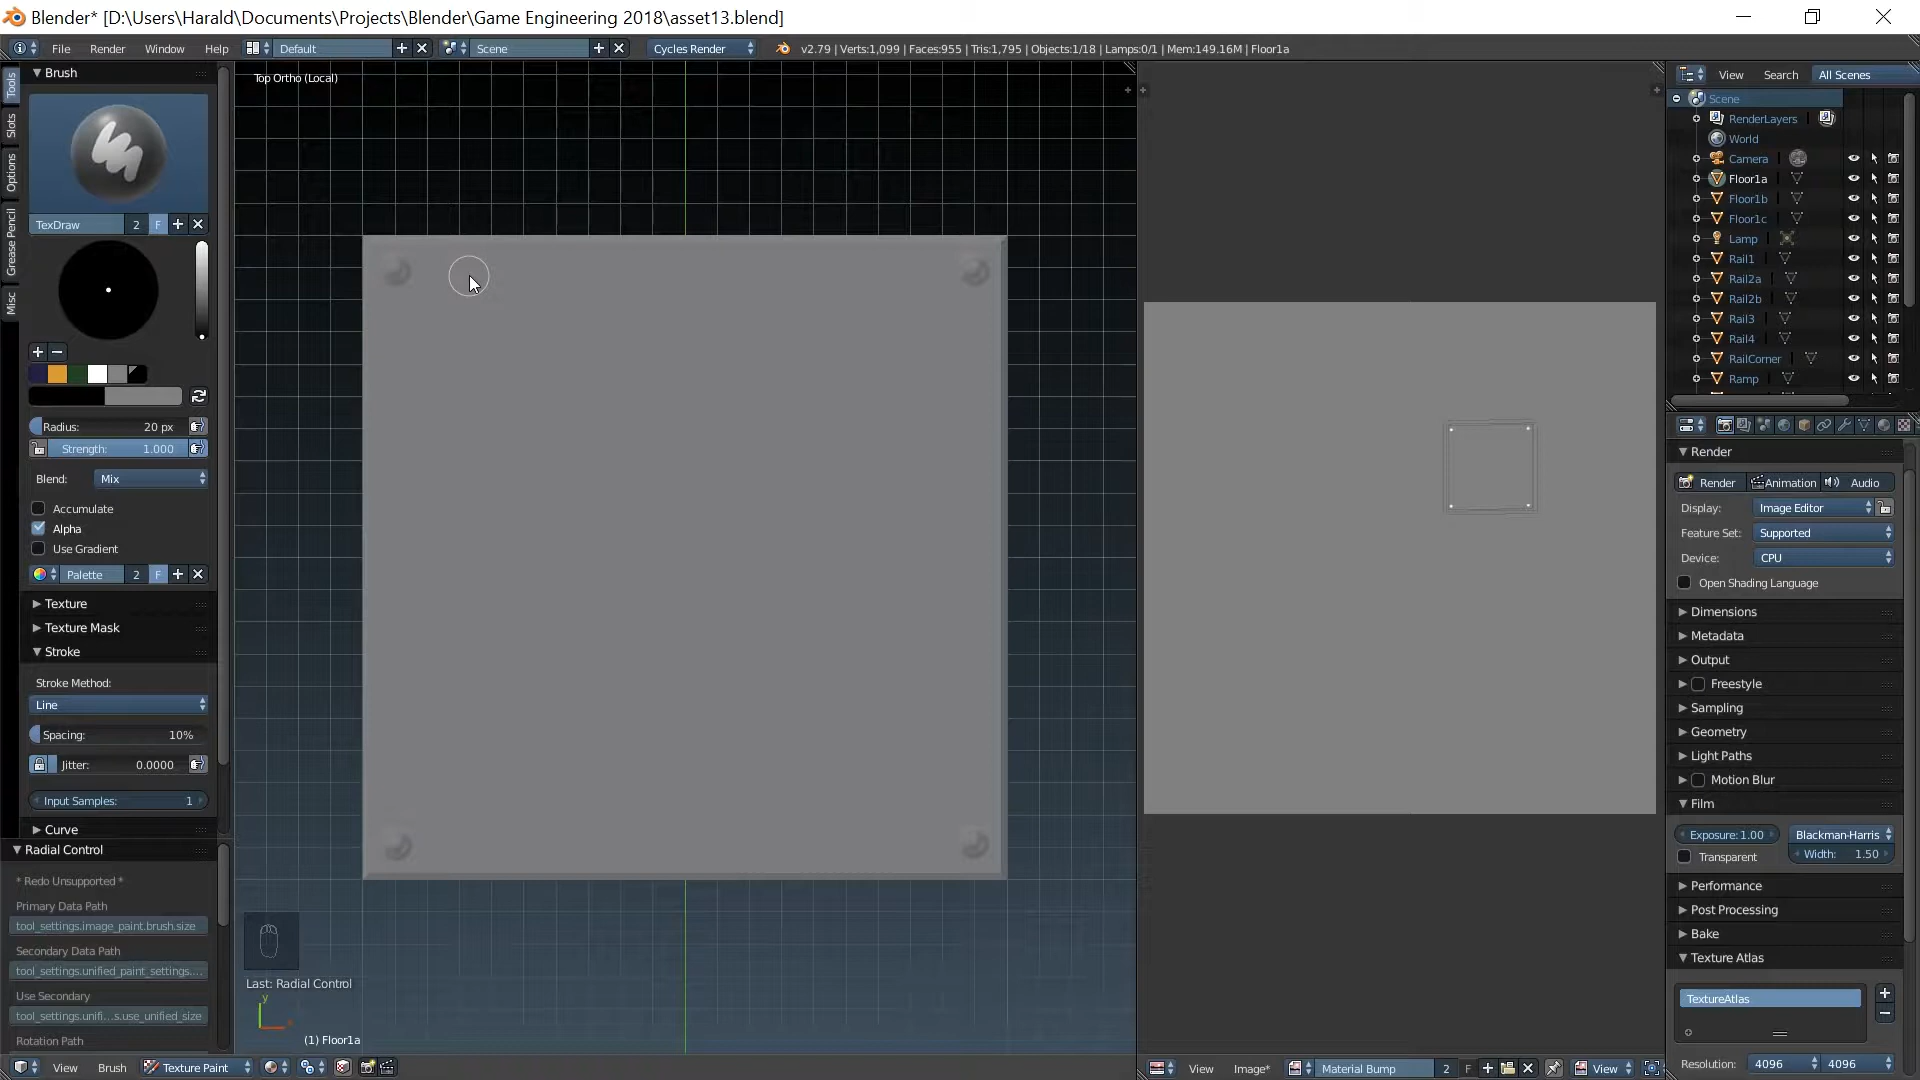 Blender* [D:\Users\Harald\Documents\Projects\Blender\Game Engineering 2018\asset13.blend]
File Render Window Help Default Scene Cycles Render v2.79 | Verts:1,099 | Faces:955 | Tris:1,795 | Objects:1/18 | Lamps:0/1 | Mem:149.16M | Floor1a
Tools
Slots
Options
Grease Pencil
Misc
Brush
TexDraw 2 F
Radius: 20 px
Strength: 1.000
Blend: Mix
Accumulate
Alpha
Use Gradient
Palette 2 F
Texture
Texture Mask
Stroke
Stroke Method:
Line
Spacing: 10%
Jitter: 0.0000
Input Samples: 1
Curve
Radial Control
* Redo Unsupported *
Primary Data Path
tool_settings.image_paint.brush.size
Secondary Data Path
tool_settings.unified_paint_settings....
Use Secondary
tool_settings.unifi...s.use_unified_size
Rotation Path
Top Ortho (Local)
Last: Radial Control
y
(1) Floor1a
View Brush Texture Paint
View Image* Material Bump 2 F View
View Search All Scenes
Scene
RenderLayers
World
Camera
Floor1a
Floor1b
Floor1c
Lamp
Rail1
Rail2a
Rail2b
Rail3
Rail4
RailCorner
Ramp
Render
Render Animation Audio
Display: Image Editor
Feature Set: Supported
Device: CPU
Open Shading Language
Dimensions
Metadata
Output
Freestyle
Sampling
Geometry
Light Paths
Motion Blur
Film
Exposure: 1.00 Blackman-Harris
Transparent Width: 1.50
Performance
Post Processing
Bake
Texture Atlas
TextureAtlas
Resolution: 4096 4096